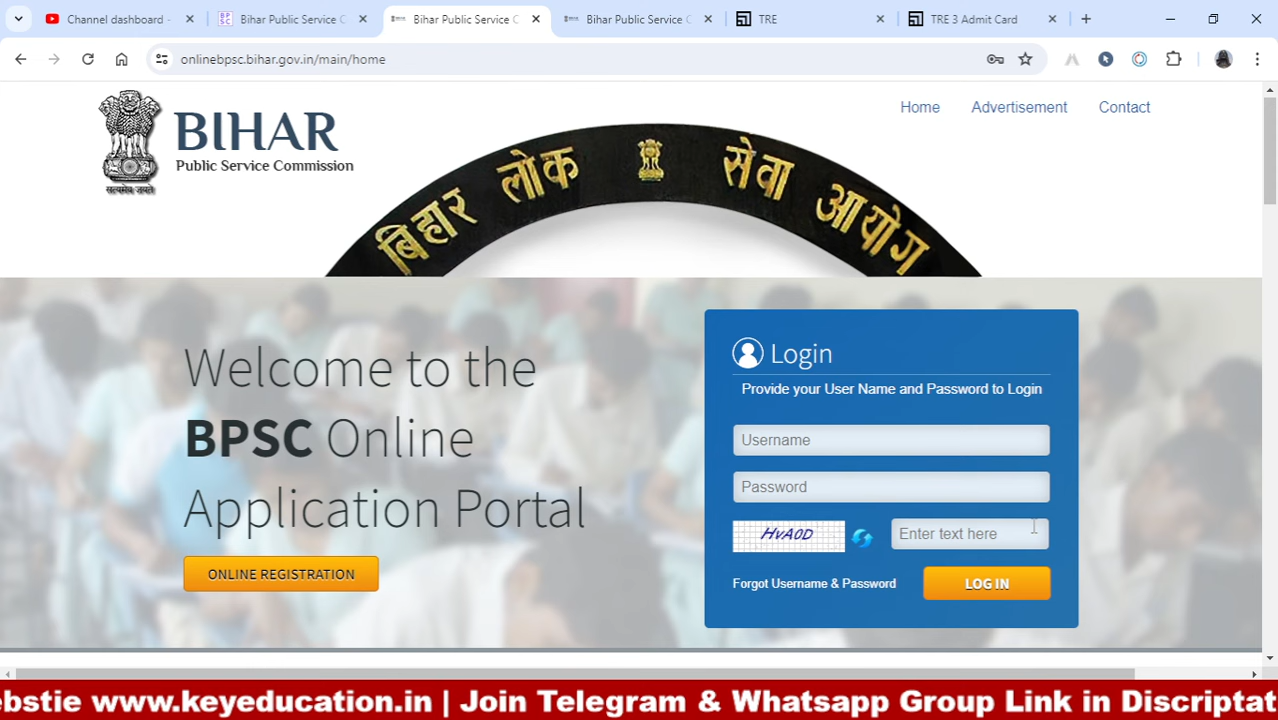 Channel dashboard -
Bihar Public Service C
Bihar Public Service C
Bihar Public Service C
TRE
TRE 3 Admit Card
onlinebpsc.bihar.gov.in/main/home
Home Advertisement Contact
BIHAR
Public Service Commission
सत्यमेव जयते
बिहार लोक सेवा आयोग
Welcome to the
BPSC Online
Application Portal
ONLINE REGISTRATION
Login
Provide your User Name and Password to Login
Username
Password
HvA0D
Enter text here
Forgot Username & Password
LOG IN
ebstie www.keyeducation.in | Join Telegram & Whatsapp Group Link in Discriptat